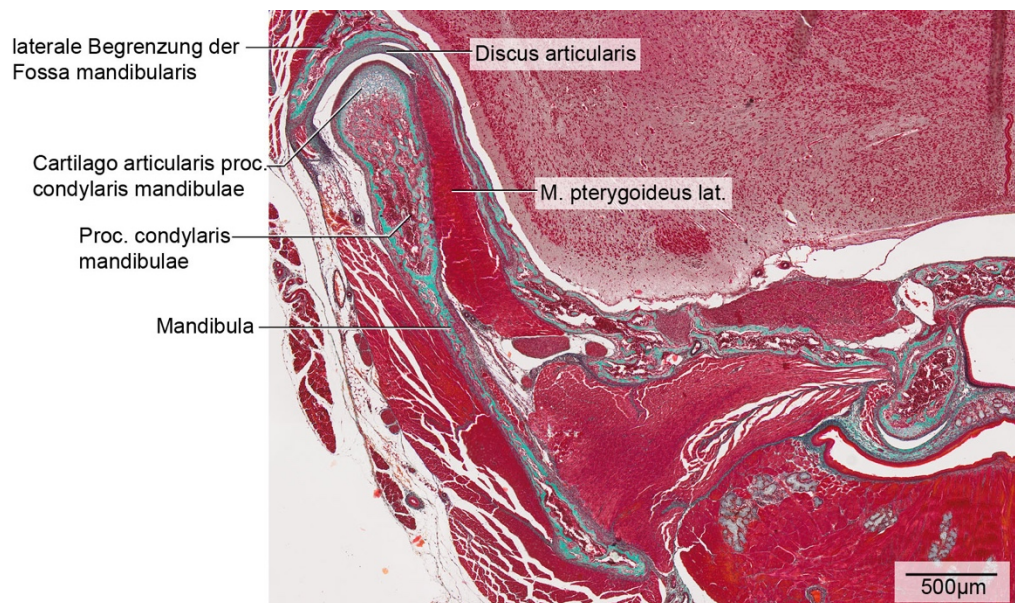 laterale Begrenzung der
Fossa mandibularis
Discus articularis
Cartilago articularis proc.
condylaris mandibulae
M. pterygoideus lat.
Proc. condylaris
mandibulae
Mandibula
500µm